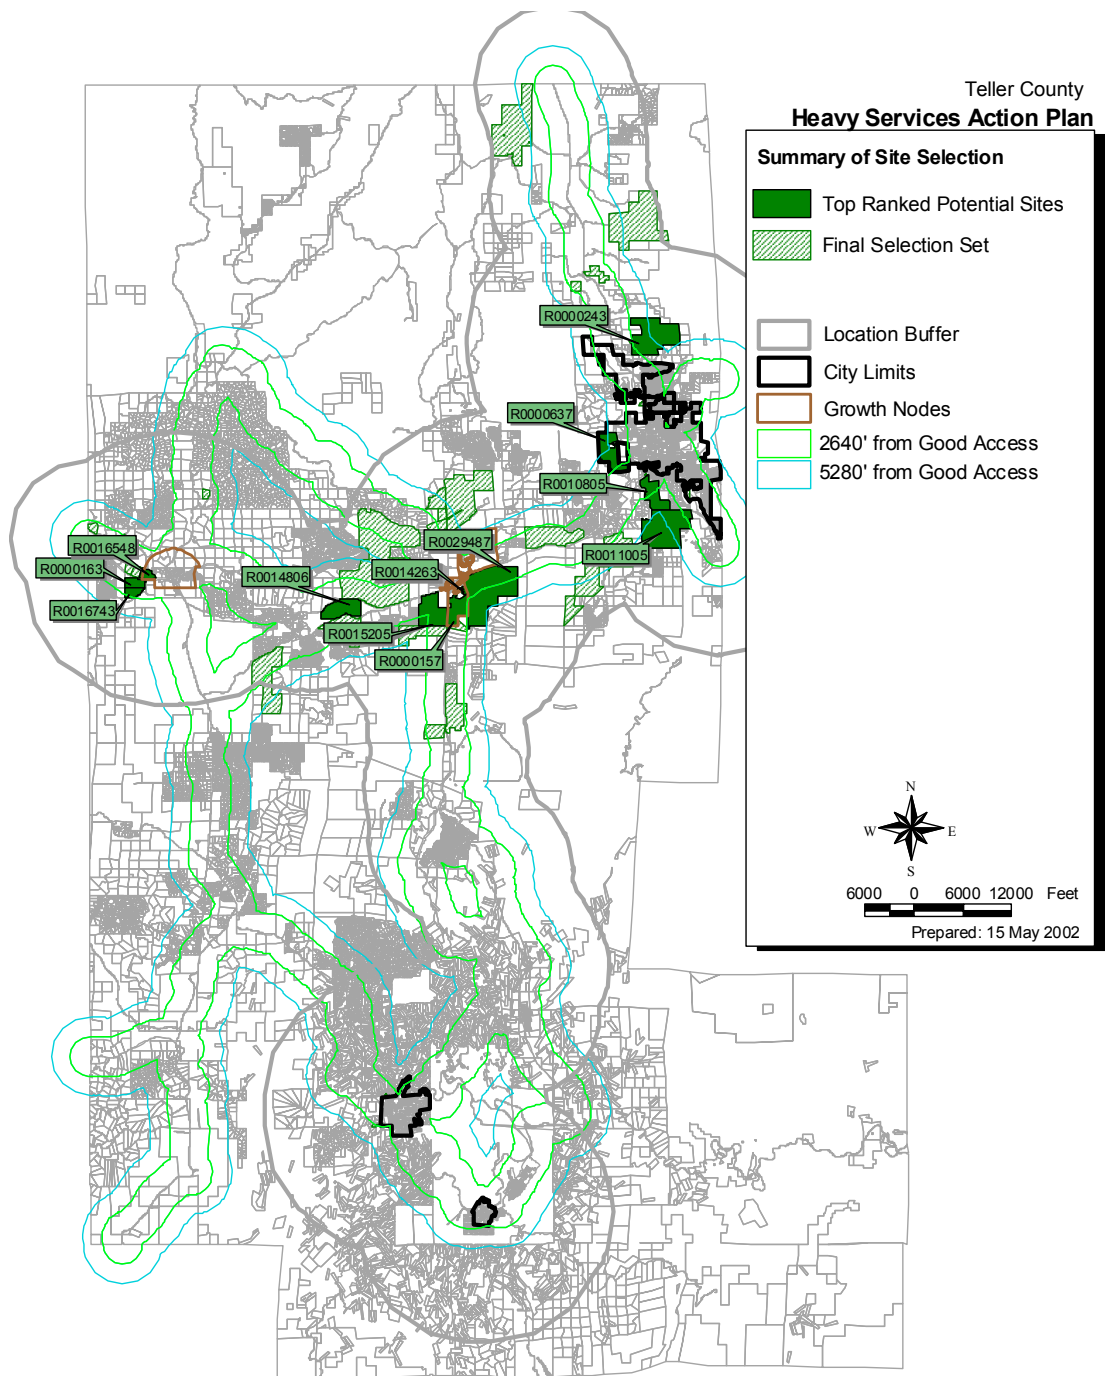 Teller County
Heavy Services Action Plan
Summary of Site Selection
Top Ranked Potential Sites
Final Selection Set
Location Buffer
City Limits
Growth Nodes
2640' from Good Access
5280' from Good Access
R0000243
R0000637
R0010805
R0011005
R0029487
R0016548
R0000163
R0014806
R0014263
R0016743
R0015205
R0000157
N
W
E
S
6000 0 6000 12000 Feet
Prepared: 15 May 2002